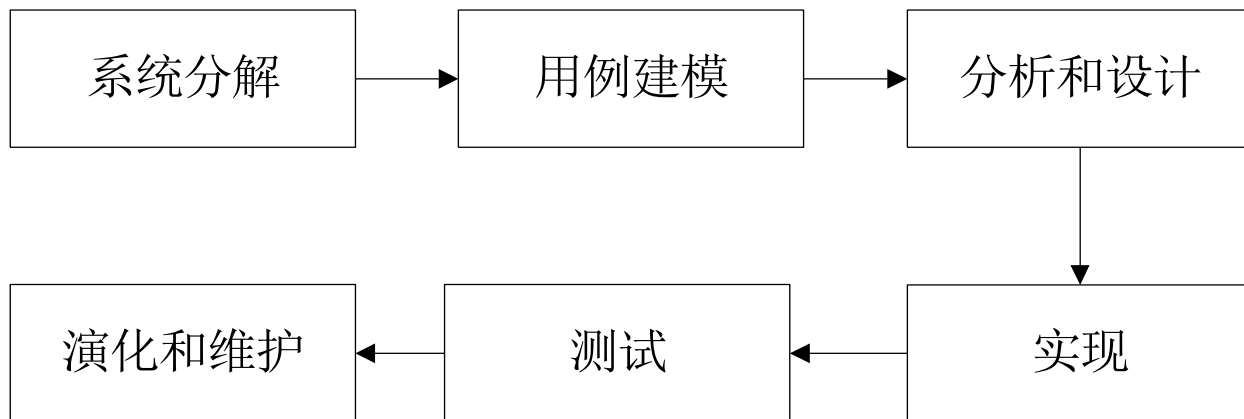 系统分解
用例建模
分析和设计
演化和维护
测试
实现